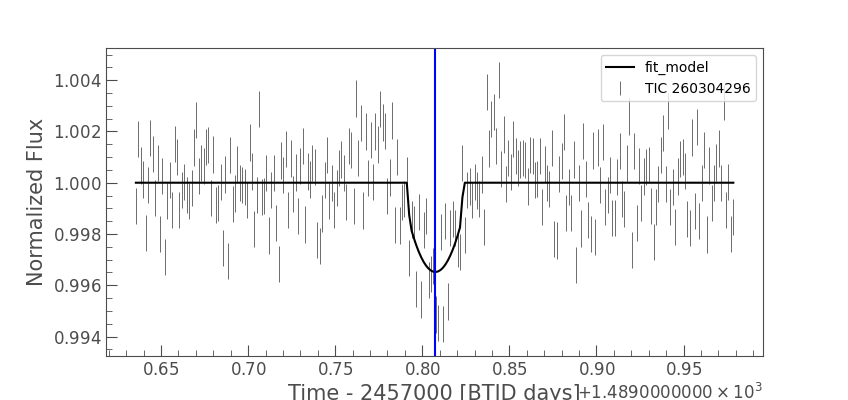 fit_model
TIC 260304296
1.004
1.002
1.000
0.998
0.996
0.994
Normalized Flux
0.65 0.70 0.75 0.80 0.85 0.90 0.95
Time - 2457000 [BTJD days]
+1.4890000000 × 10³